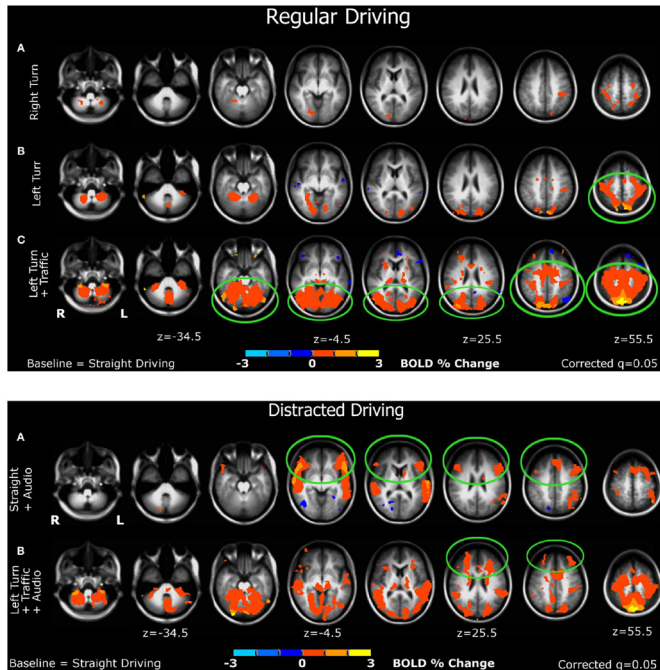 Regular Driving
A
Right Turn
B
Left Turr
C
Left Turn
+ Traffic
R L
z=-34.5 z=-4.5 z=25.5 z=55.5
Baseline = Straight Driving -3 0 3 BOLD % Change Corrected q=0.05
Distracted Driving
A
Straight
+ Audio
R L
B
Left Turn
+ Traffic
+ Audio
z=-34.5 z=-4.5 z=25.5 z=55.5
Baseline = Straight Driving -3 0 3 BOLD % Change Corrected q=0.05